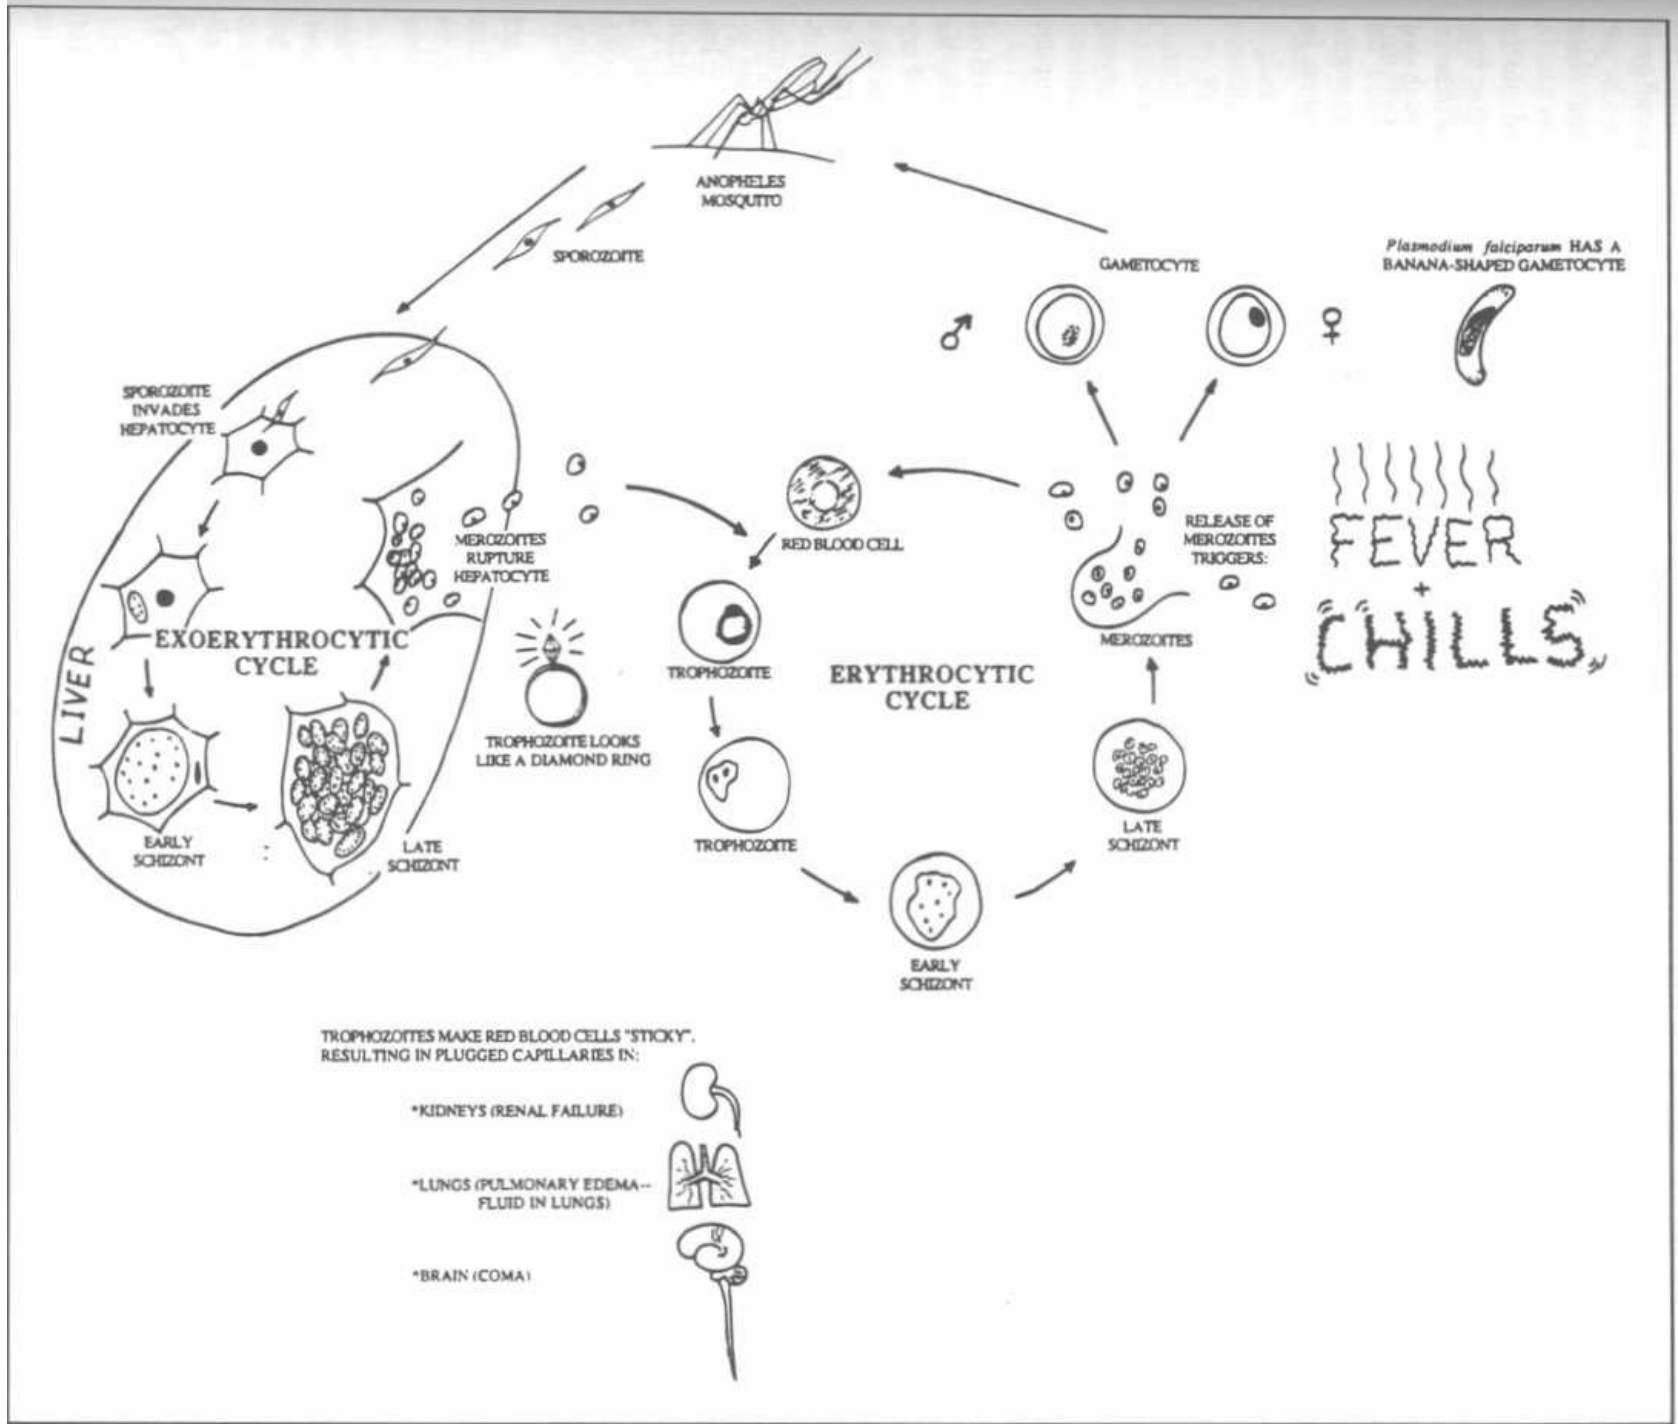 ANOPHELES
MOSQUITO
SPOROZOITE
GAMETOCYTE
Plasmodium falciparum HAS A
BANANA-SHAPED GAMETOCYTE
♂
♀
SPOROZOITE
INVADES
HEPATOCYTE
MEROZOITES
RUPTURE
HEPATOCYTE
RED BLOOD CELL
RELEASE OF
MEROZOITES
TRIGGERS:
FEVER
+
CHILLS
MEROZOITES
LIVER
EXOERYTHROCYTIC
CYCLE
TROPHOZOITE
ERYTHROCYTIC
CYCLE
TROPHOZOITE LOOKS
LIKE A DIAMOND RING
EARLY
SCHIZONT
LATE
SCHIZONT
TROPHOZOITE
LATE
SCHIZONT
EARLY
SCHIZONT
TROPHOZOITES MAKE RED BLOOD CELLS "STICKY",
RESULTING IN PLUGGED CAPILLARIES IN:
*KIDNEYS (RENAL FAILURE)
*LUNGS (PULMONARY EDEMA--
FLUID IN LUNGS)
*BRAIN (COMA)